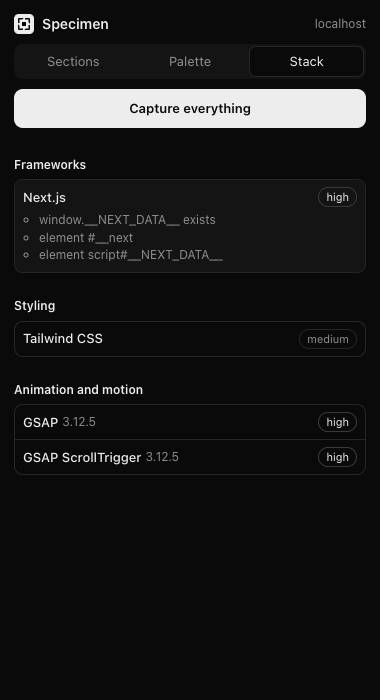 Specimen
localhost
Sections
Palette
Stack
Capture everything
Frameworks
Next.js
high
window.__NEXT_DATA__ exists
element #__next
element script#__NEXT_DATA__
Styling
Tailwind CSS
medium
Animation and motion
GSAP 3.12.5
high
GSAP ScrollTrigger 3.12.5
high